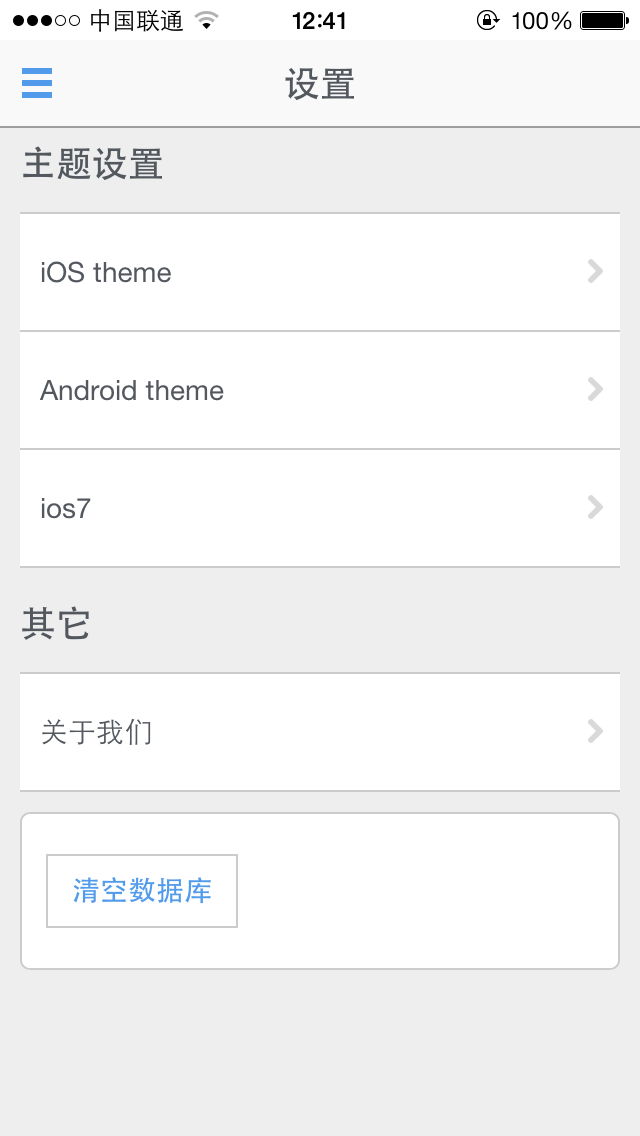 中国联通 12:41 100%
设置
主题设置
iOS theme
Android theme
ios7
其它
关于我们
清空数据库